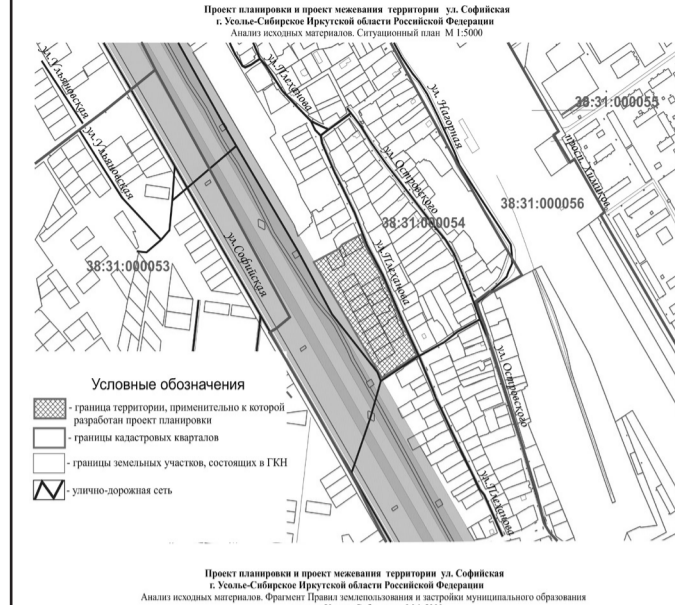 Проект планировки и проект межевания территории ул. Софийская
г. Усолье-Сибирское Иркутской области Российской Федерации
Анализ исходных материалов. Ситуационный план М 1:5000
ул.Ульяновская
ул.Плеханова
ул. Нагорная
38:31:000055
ул.Ульяновская
ул. Островского
просп. Химиков
38:31:000056
38:31:000054
ул.Софийская
ул.Плеханова
38:31:000053
ул. Островского
Условные обозначения
- граница территории, применительно к которой
разработан проект планировки
- границы кадастровых кварталов
- границы земельных участков, состоящих в ГКН
- улично-дорожная сеть
ул.Плеханова
Проект планировки и проект межевания территории ул. Софийская
г. Усолье-Сибирское Иркутской области Российской Федерации
Анализ исходных материалов. Фрагмент Правил землепользования и застройки муниципального образования